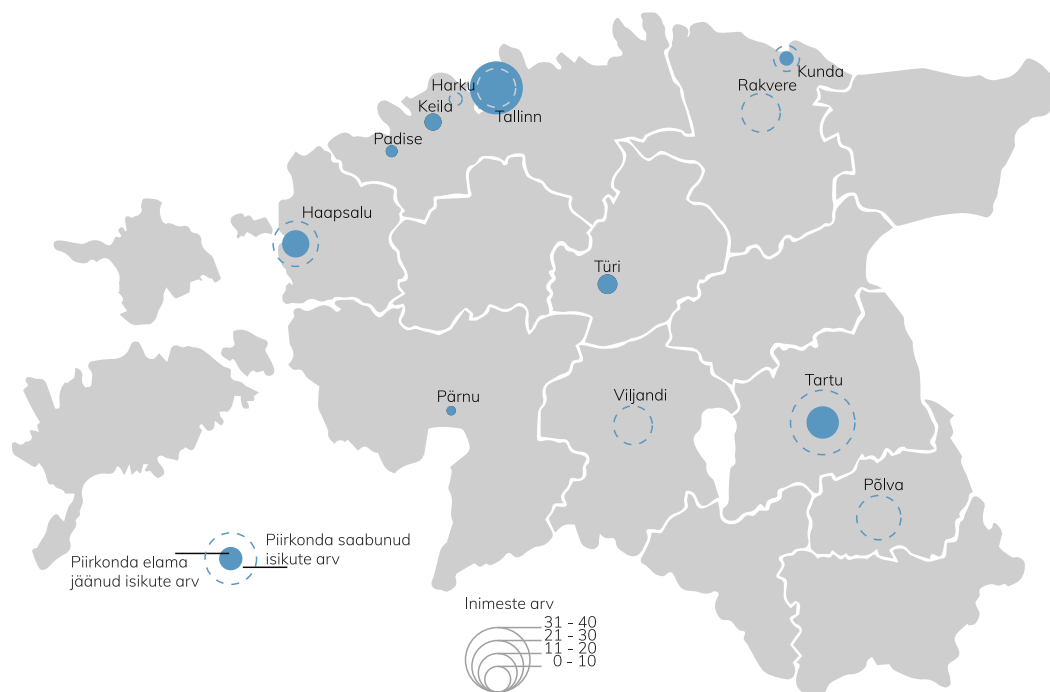 Kunda
Rakvere
Harku
Keila
Tallinn
Padise
Haapsalu
Türi
Tartu
Pärnu
Viljandi
Põlva
Piirkonda saabunud
isikute arv
Piirkonda elama
jäänud isikute arv
Inimeste arv
31 - 40
21 - 30
11 - 20
0 - 10